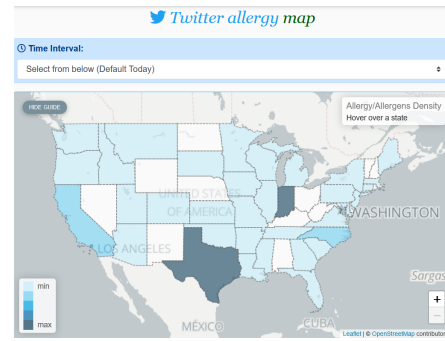 Twitter allergy map
Time Interval:
Select from below (Default Today)
HIDE GUIDE
Allergy/Allergens Density
Hover over a state
UNITED STATES
OF AMERICA
WASHINGTON
LOS ANGELES
Sargas
min
max
+
−
MÉXICO
CUBA
Leaflet | © OpenStreetMap contributor